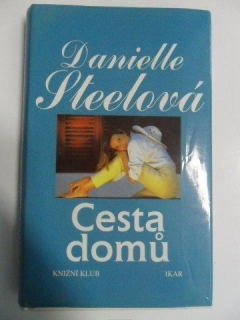 Danielle
Steelová
Cesta
domů
KNIŽNÍ KLUB IKAR